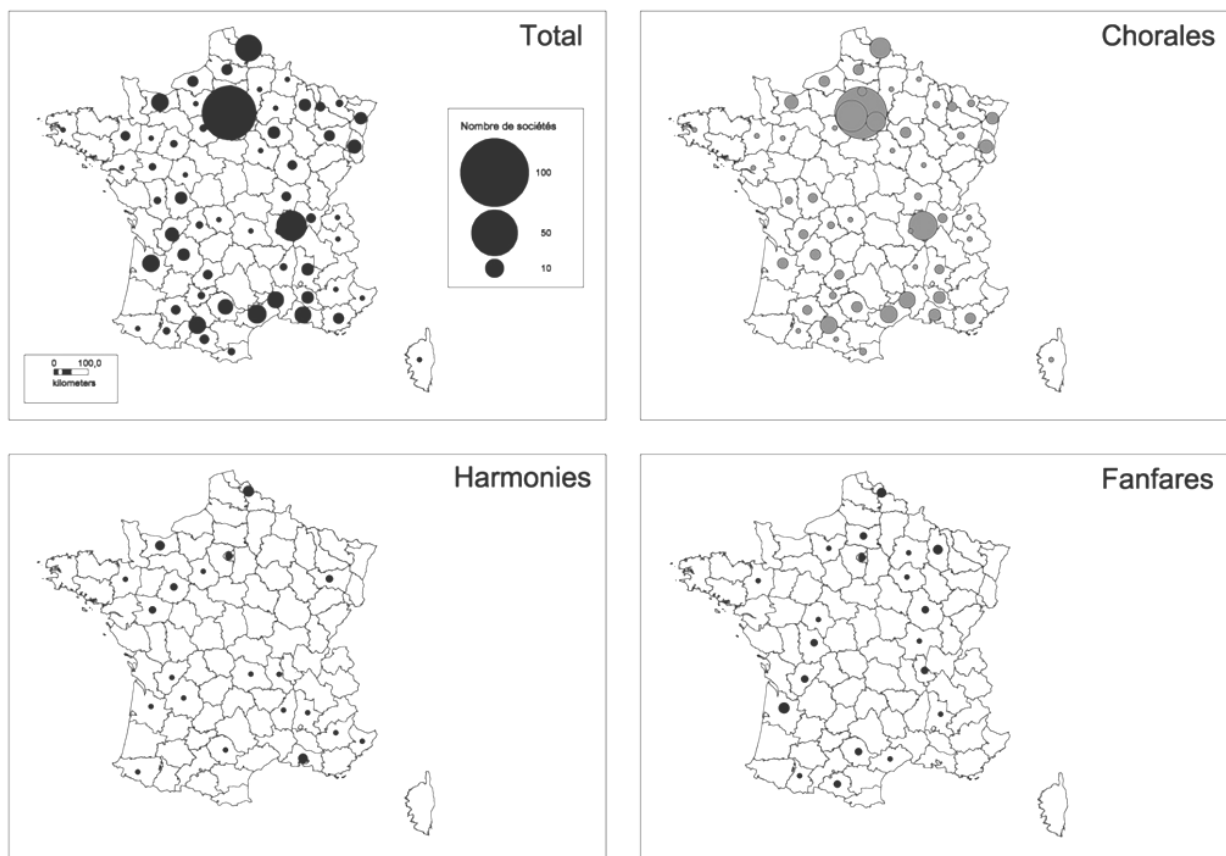 Total
Nombre de sociétés
100
50
10
0 100,0
kilometers
Chorales
Harmonies
Fanfares